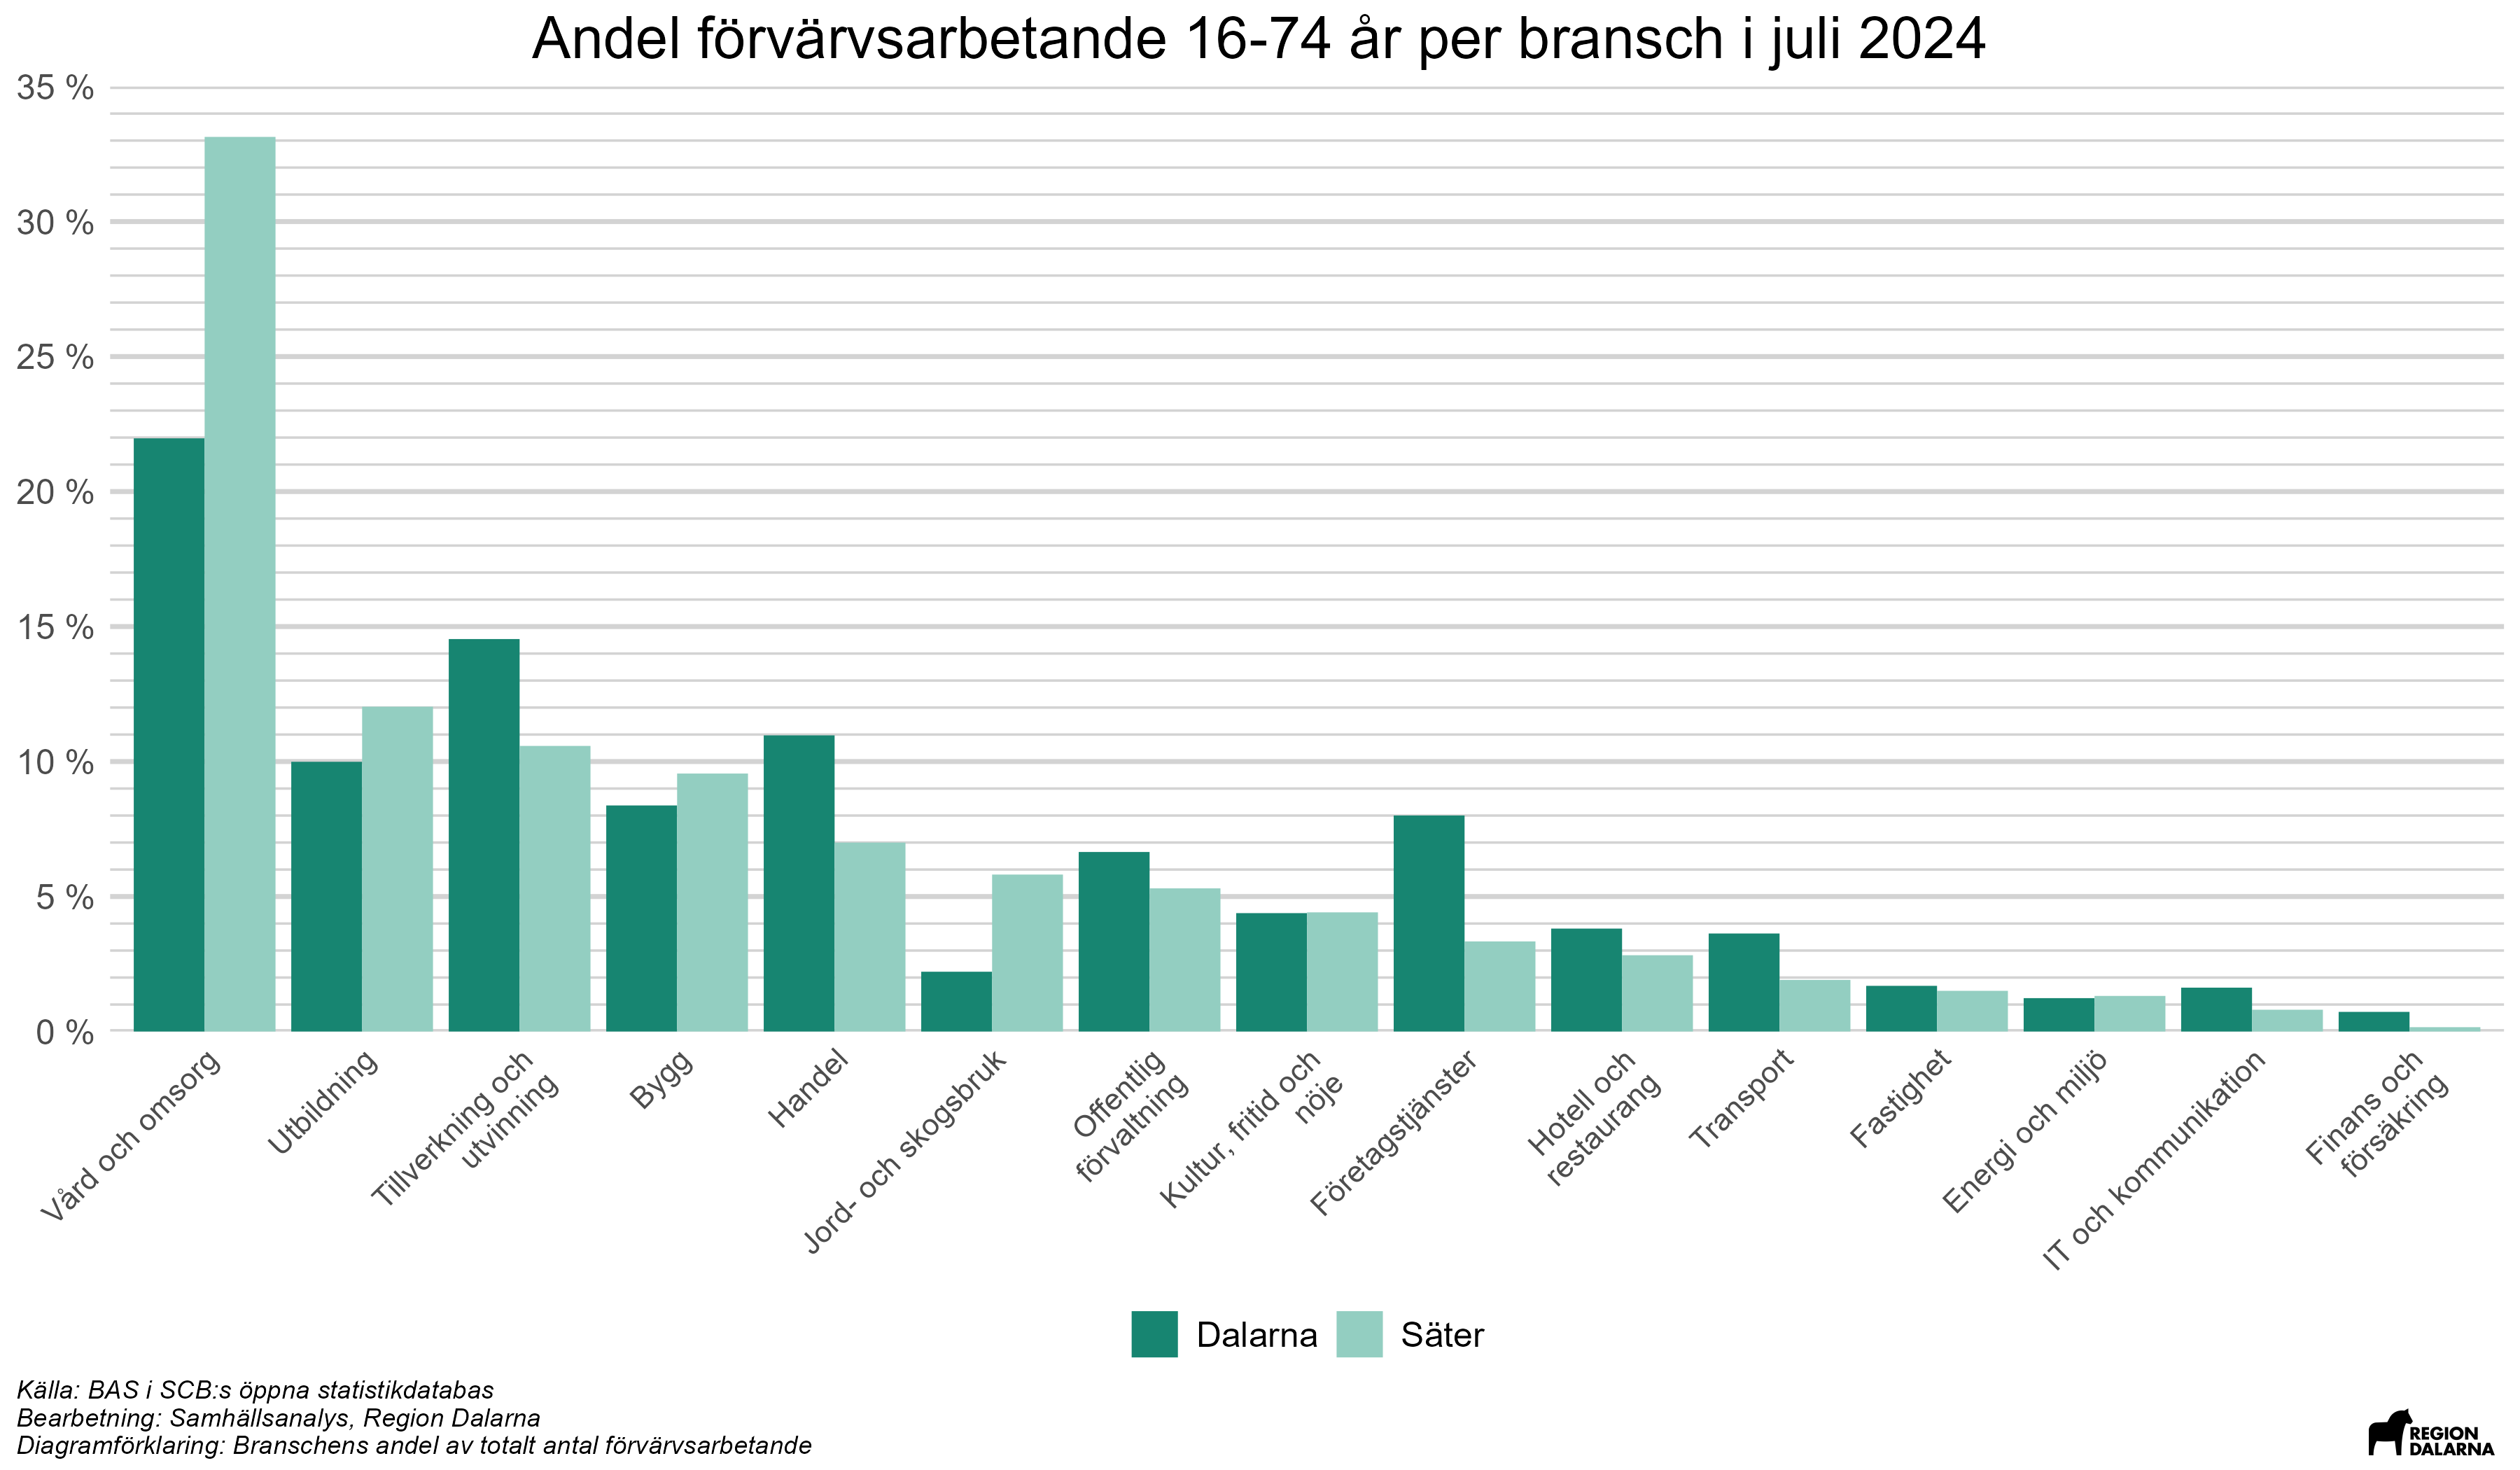 Andel förvärvsarbetande 16-74 år per bransch i juli 2024
35 %
30 %
25 %
20 %
15 %
10 %
5 %
0 %
Vård och omsorg
Utbildning
Tillverkning och
utvinning
Bygg
Handel
Jord- och skogsbruk
Offentlig
förvaltning
Kultur, fritid och
nöje
Företagstjänster
Hotell och
restaurang
Transport
Fastighet
Energi och miljö
IT och kommunikation
Finans och
försäkring
Dalarna
Säter
Källa: BAS i SCB:s öppna statistikdatabas
Bearbetning: Samhällsanalys, Region Dalarna
Diagramförklaring: Branschens andel av totalt antal förvärvsarbetande
REGION
DALARNA